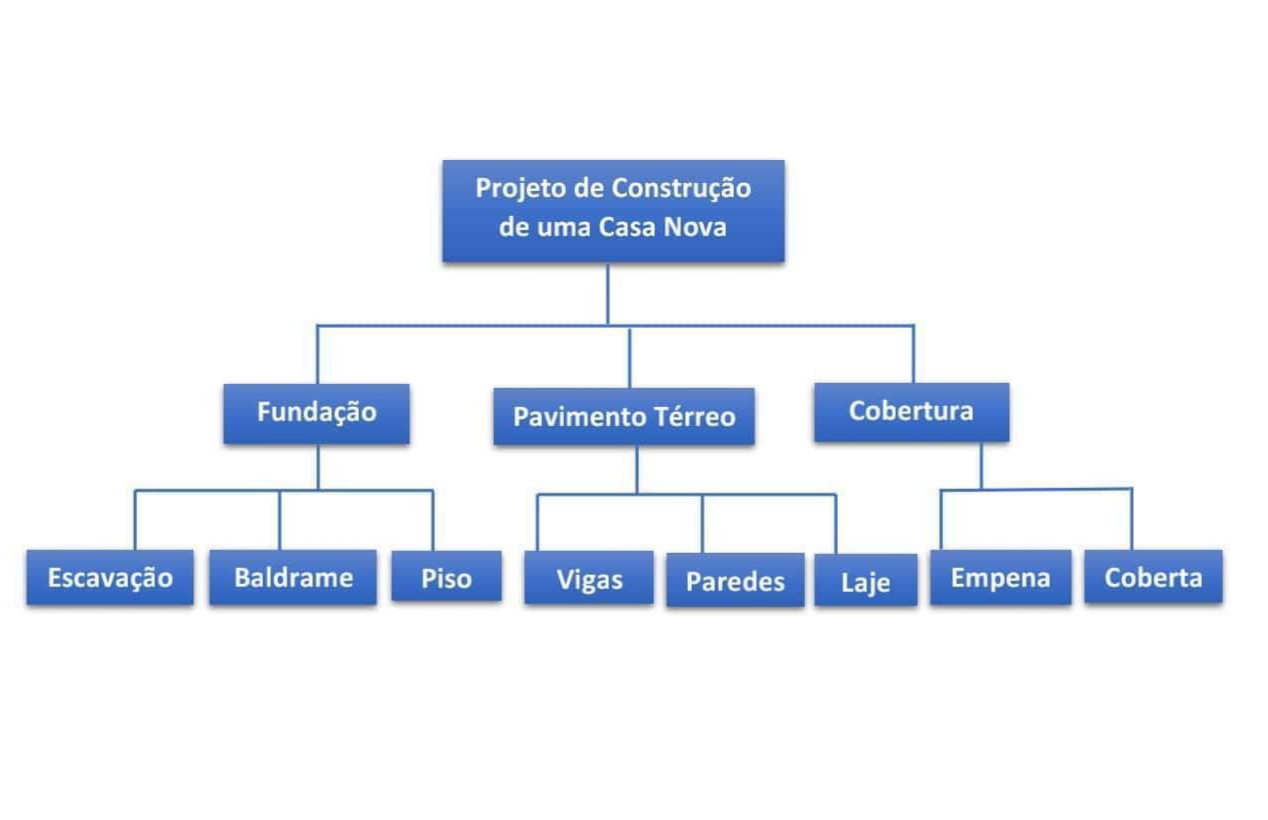 Projeto de Construção
de uma Casa Nova
Fundação
Pavimento Térreo
Cobertura
Escavação
Baldrame
Piso
Vigas
Paredes
Laje
Empena
Coberta